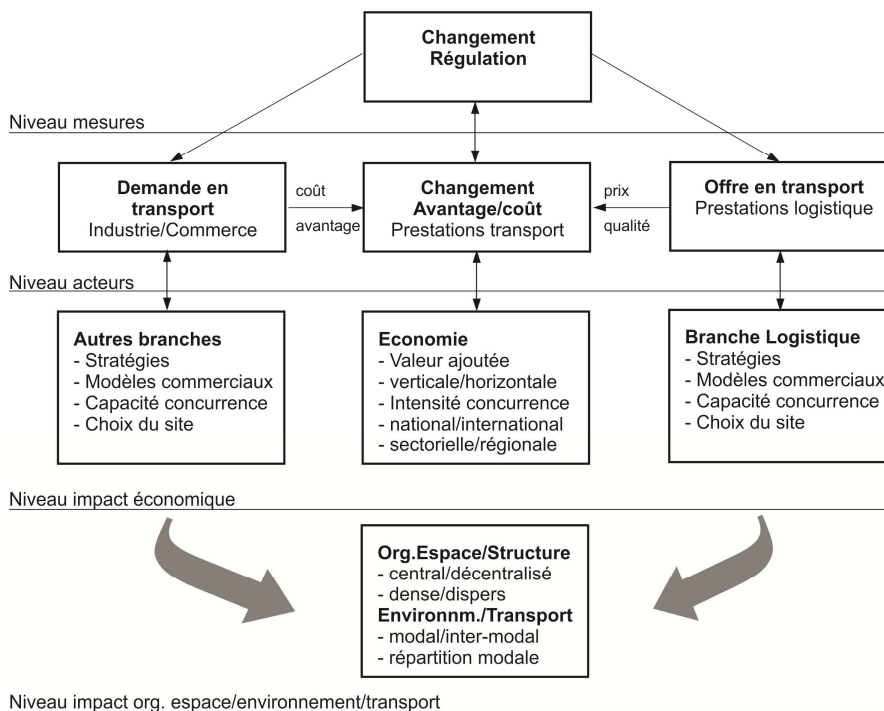 Changement
Régulation
Niveau mesures
Demande en
transport
Industrie/Commerce
coût
avantage
Changement
Avantage/coût
Prestations transport
prix
qualité
Offre en transport
Prestations logistique
Niveau acteurs
Autres branches
- Stratégies
- Modèles commerciaux
- Capacité concurrence
- Choix du site
Economie
- Valeur ajoutée
- verticale/horizontale
- Intensité concurrence
- national/international
- sectorielle/régionale
Branche Logistique
- Stratégies
- Modèles commerciaux
- Capacité concurrence
- Choix du site
Niveau impact économique
Org.Espace/Structure
- central/décentralisé
- dense/dispers
Environnm./Transport
- modal/inter-modal
- répartition modale
Niveau impact org. espace/environnement/transport